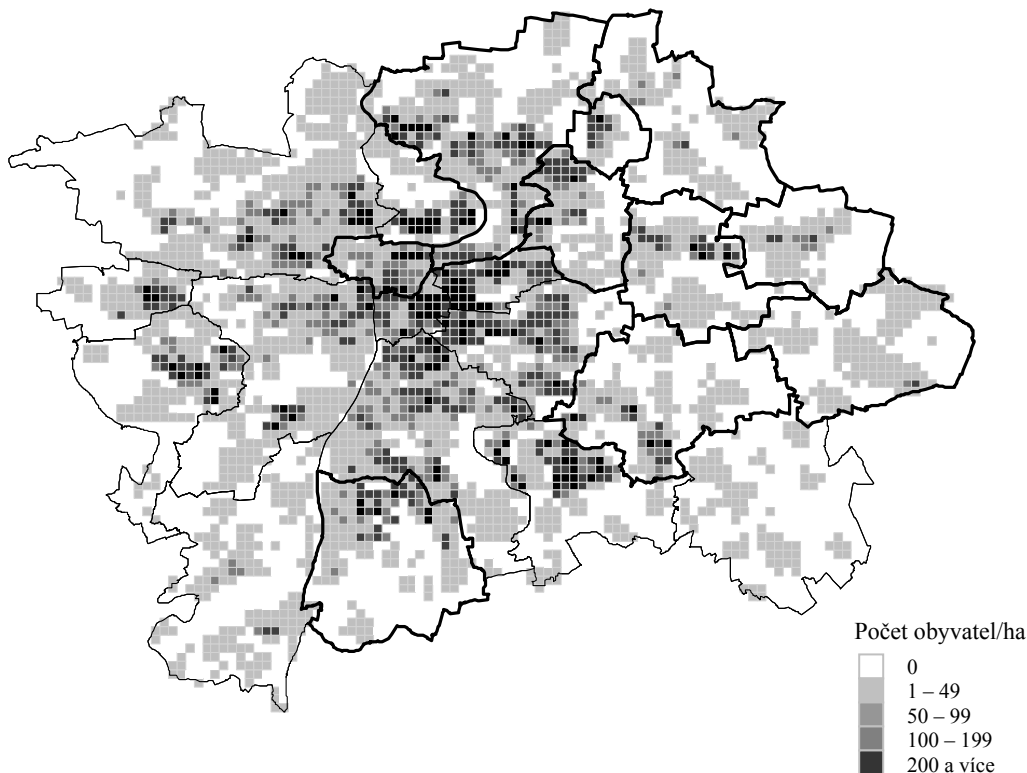 Počet obyvatel/ha
0
1 – 49
50 – 99
100 – 199
200 a více